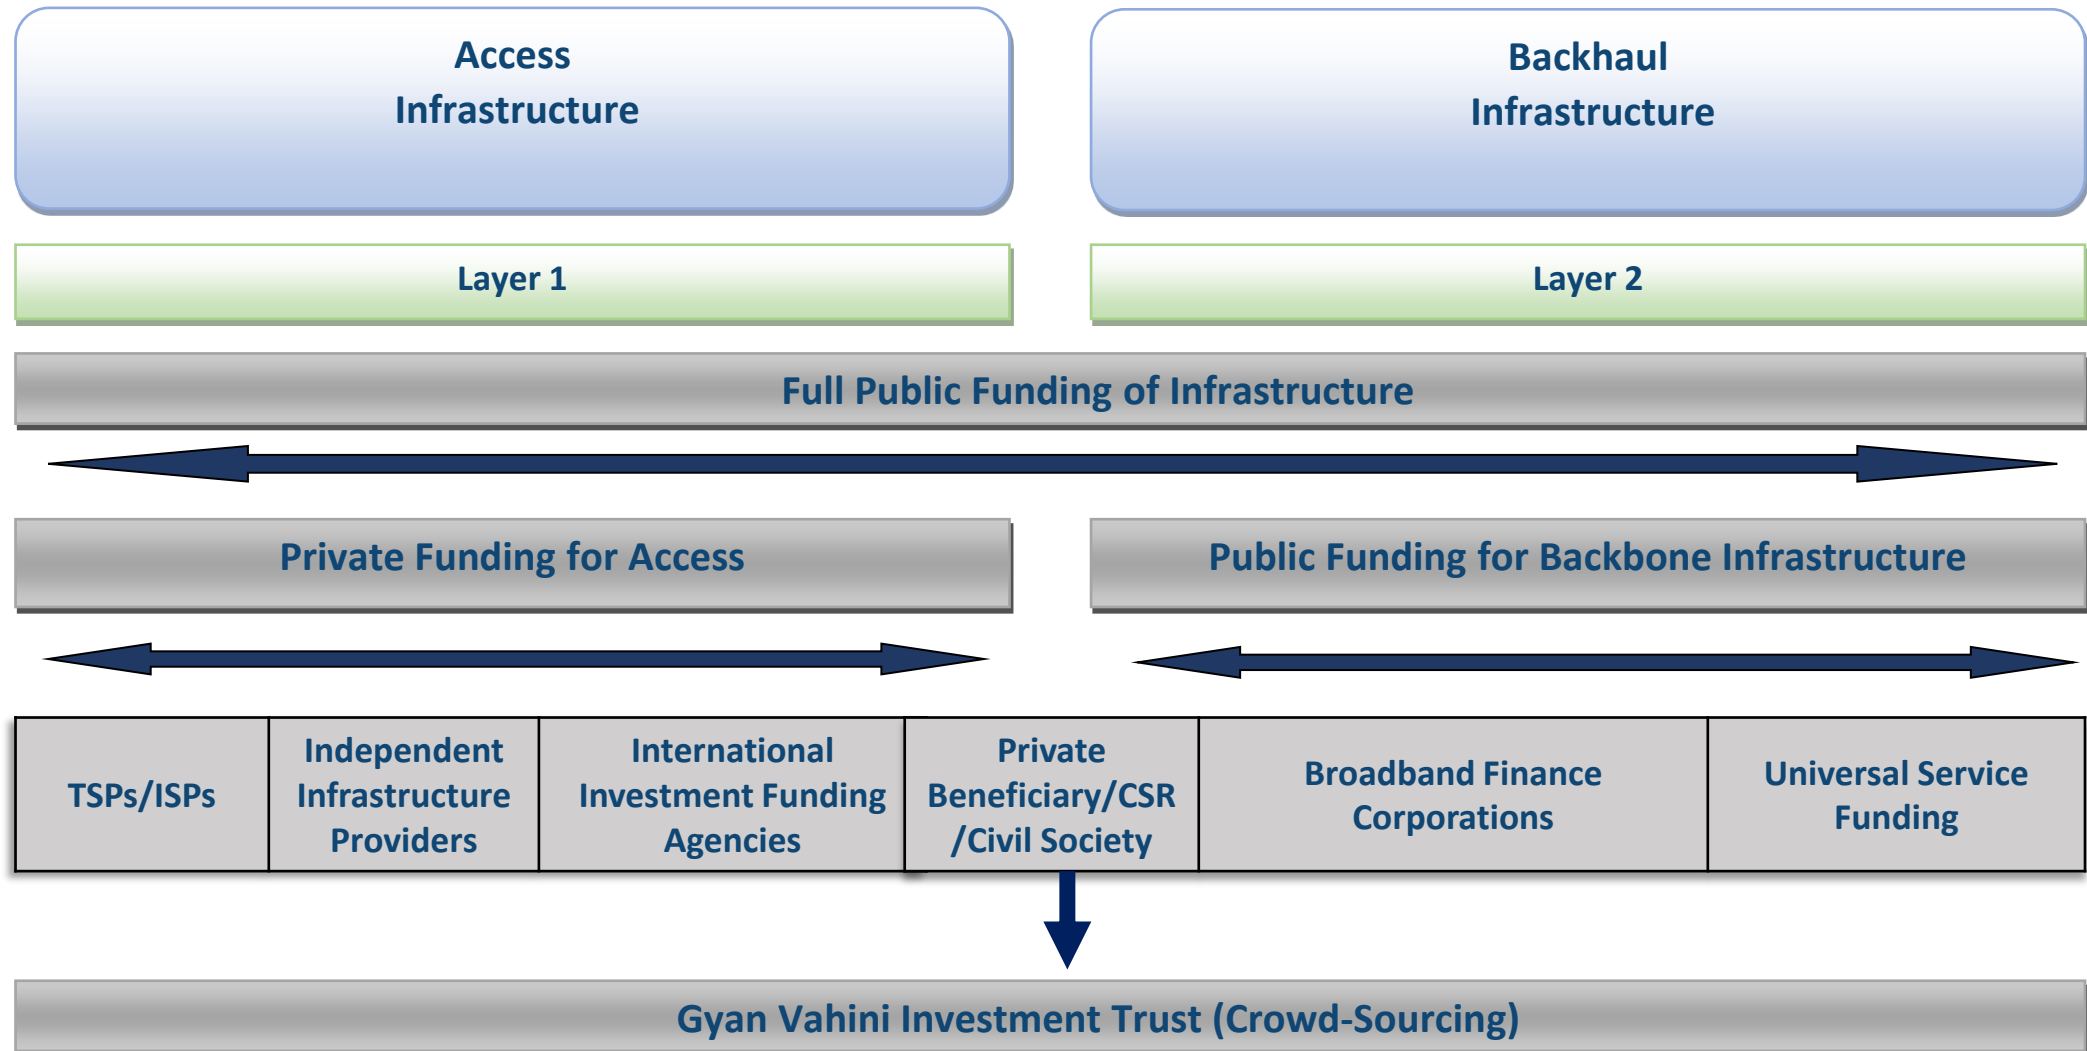 Access
Infrastructure
Backhaul
Infrastructure
Layer 1
Layer 2
Full Public Funding of Infrastructure
Private Funding for Access
Public Funding for Backbone Infrastructure
TSPs/ISPs
Independent
Infrastructure
Providers
International
Investment Funding
Agencies
Private
Beneficiary/CSR
/Civil Society
Broadband Finance
Corporations
Universal Service
Funding
Gyan Vahini Investment Trust (Crowd-Sourcing)